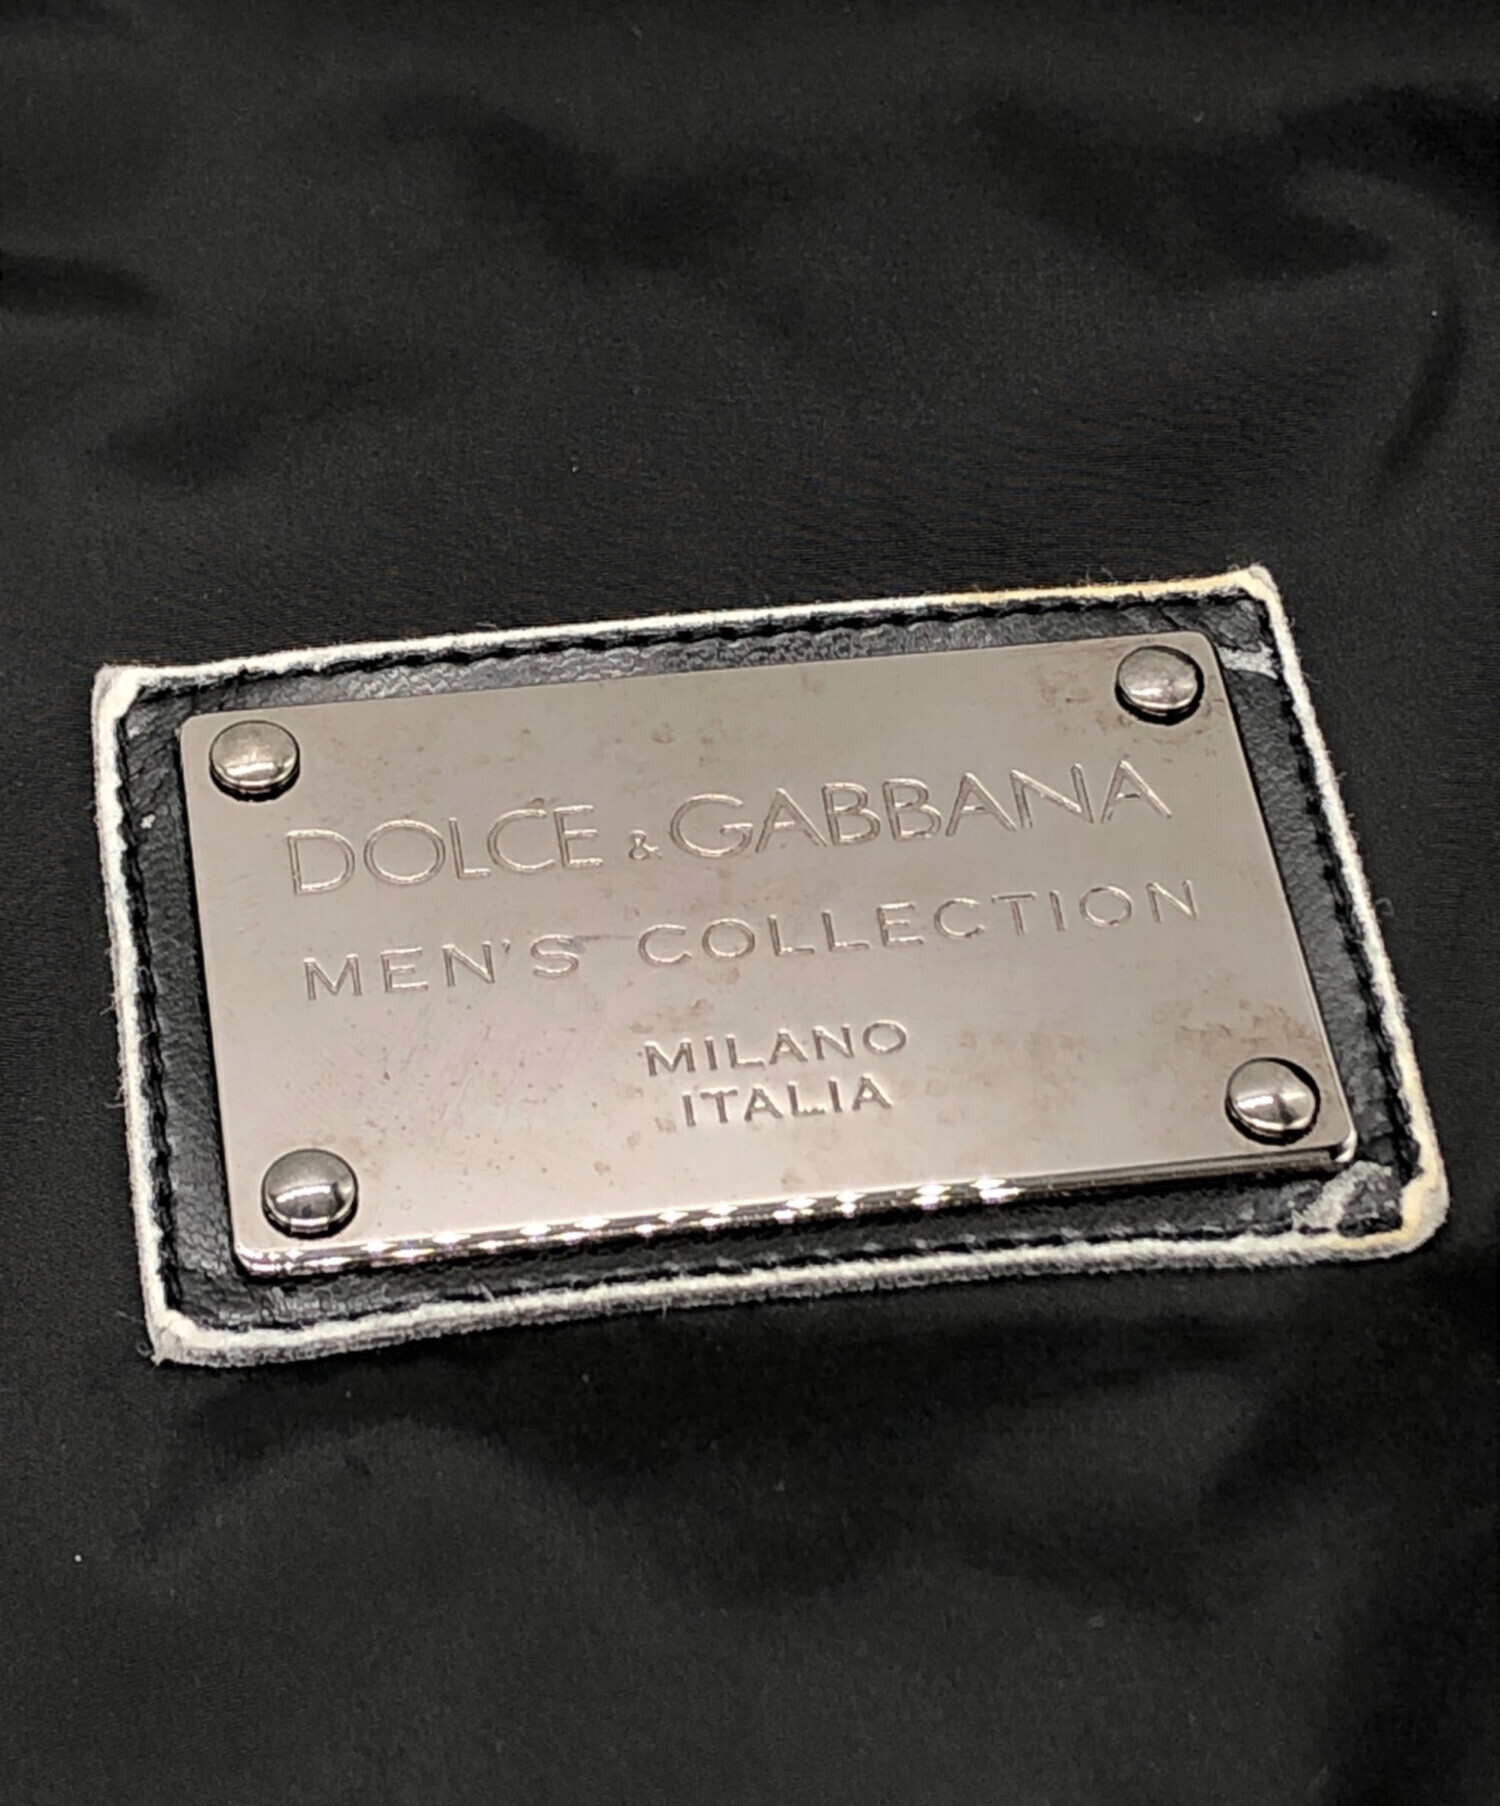 DOLCE & GABBANA
MEN'S COLLECTION
MILANO
ITALIA